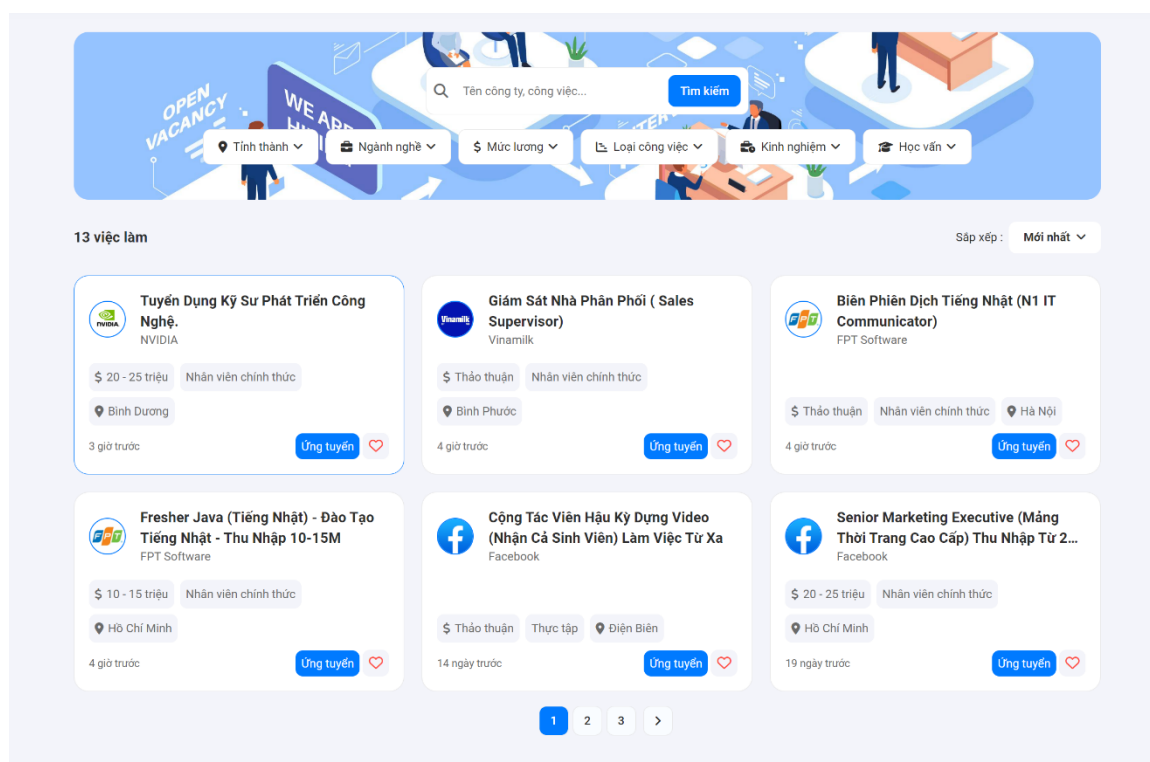 OPEN
VACANCY
WE ARE
Tên công ty, công việc...
Tìm kiếm
Tỉnh thành
Ngành nghề
$ Mức lương
Loại công việc
Kinh nghiệm
Học vấn
13 việc làm
Sắp xếp :
Mới nhất
Tuyển Dụng Kỹ Sư Phát Triển Công
Nghệ.
NVIDIA
NVIDIA
$ 20 - 25 triệu
Nhân viên chính thức
Bình Dương
3 giờ trước
Ứng tuyển
Vinamilk
Giám Sát Nhà Phân Phối ( Sales
Supervisor)
Vinamilk
$ Thảo thuận
Nhân viên chính thức
Bình Phước
4 giờ trước
Ứng tuyển
FPT
Biên Phiên Dịch Tiếng Nhật (N1 IT
Communicator)
FPT Software
$ Thảo thuận
Nhân viên chính thức
Hà Nội
4 giờ trước
Ứng tuyển
FPT
Fresher Java (Tiếng Nhật) - Đào Tạo
Tiếng Nhật - Thu Nhập 10-15M
FPT Software
$ 10 - 15 triệu
Nhân viên chính thức
Hồ Chí Minh
4 giờ trước
Ứng tuyển
f
Cộng Tác Viên Hậu Kỳ Dựng Video
(Nhận Cả Sinh Viên) Làm Việc Từ Xa
Facebook
$ Thảo thuận
Thực tập
Điện Biên
14 ngày trước
Ứng tuyển
f
Senior Marketing Executive (Mảng
Thời Trang Cao Cấp) Thu Nhập Từ 2...
Facebook
$ 20 - 25 triệu
Nhân viên chính thức
Hồ Chí Minh
19 ngày trước
Ứng tuyển
1 2 3 >